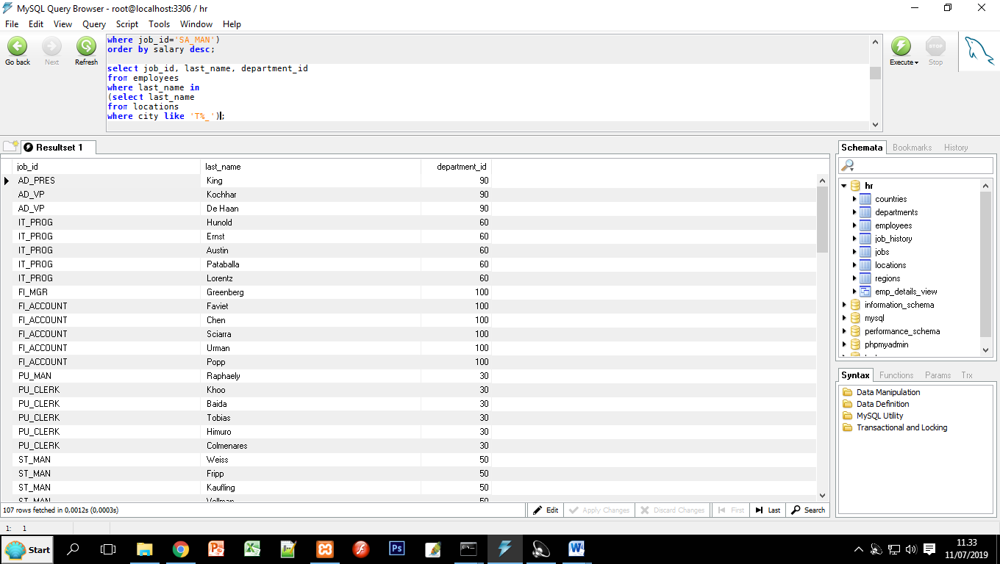 MySQL Query Browser - root@localhost:3306 / hr
File Edit View Query Script Tools Window Help
Go back Next Refresh
where job_id='SA_MAN')
order by salary desc;
select job_id, last_name, department_id
from employees
where last_name in
(select last_name
from locations
where city like 'T%_');
Execute Stop
STOP
Resultset 1
job_id last_name department_id
AD_PRES King 90
AD_VP Kochhar 90
AD_VP De Haan 90
IT_PROG Hunold 60
IT_PROG Ernst 60
IT_PROG Austin 60
IT_PROG Pataballa 60
IT_PROG Lorentz 60
FI_MGR Greenberg 100
FI_ACCOUNT Faviet 100
FI_ACCOUNT Chen 100
FI_ACCOUNT Sciarra 100
FI_ACCOUNT Urman 100
FI_ACCOUNT Popp 100
PU_MAN Raphaely 30
PU_CLERK Khoo 30
PU_CLERK Baida 30
PU_CLERK Tobias 30
PU_CLERK Himuro 30
PU_CLERK Colmenares 30
ST_MAN Weiss 50
ST_MAN Fripp 50
ST_MAN Kaufling 50
ST_MAN Vollman 50
107 rows fetched in 0,0012s (0,0003s)
Edit Apply Changes Discard Changes First Last Search
1: 1
Schemata Bookmarks History
hr
countries
departments
employees
job_history
jobs
locations
regions
emp_details_view
information_schema
mysql
performance_schema
phpmyadmin
Syntax Functions Params Trx
Data Manipulation
Data Definition
MySQL Utility
Transactional and Locking
Start
Ps
11.33
11/07/2019